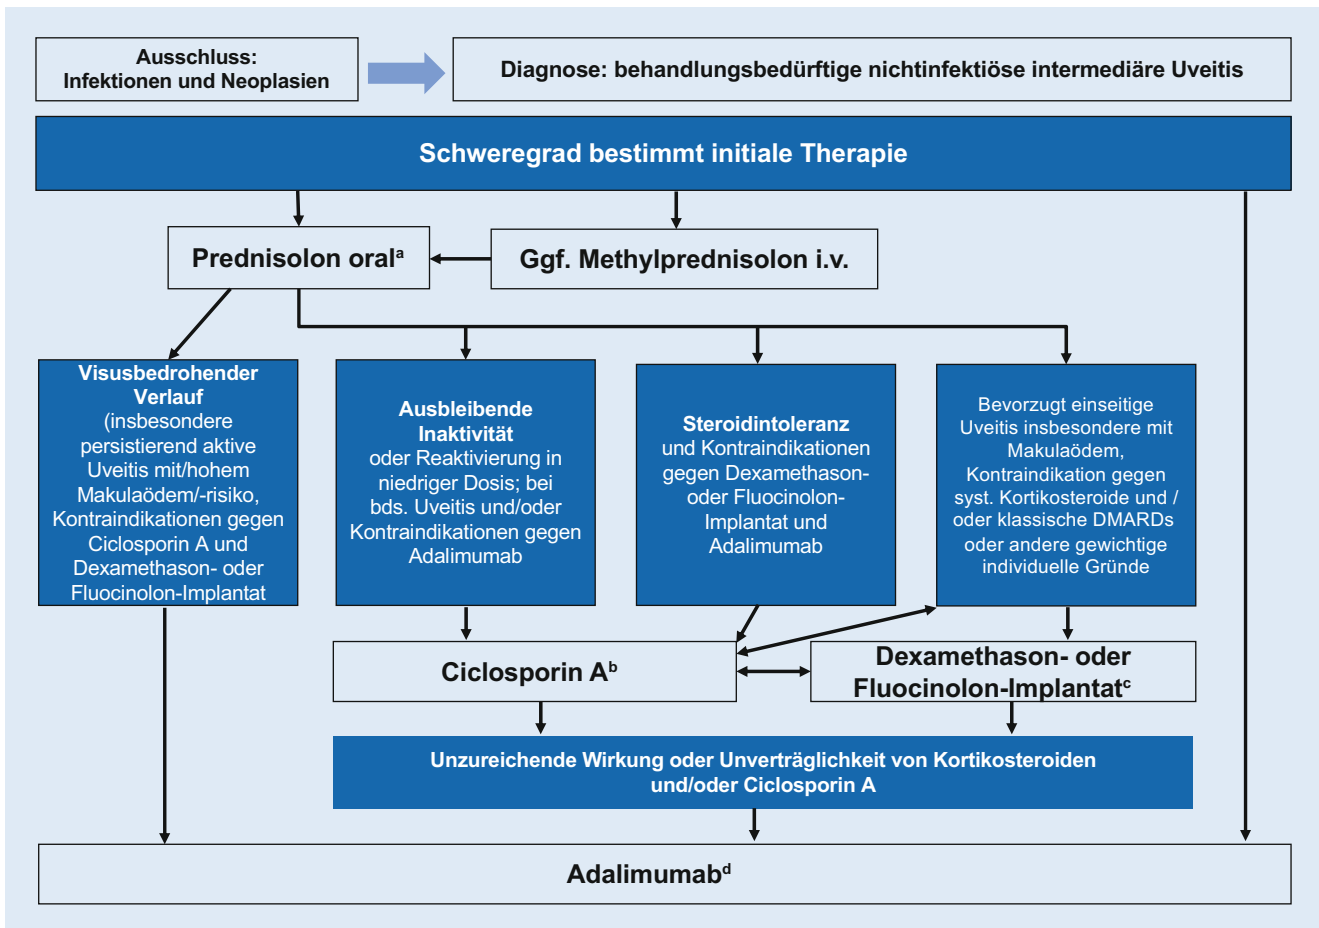 Ausschluss:
Infektionen und Neoplasien
Diagnose: behandlungsbedürftige nichtinfektiöse intermediäre Uveitis
Schweregrad bestimmt initiale Therapie
Prednisolon oralᵃ
Ggf. Methylprednisolon i.v.
Visusbedrohender
Verlauf
(insbesondere
persistierend aktive
Uveitis mit/hohem
Makulaödem/-risiko,
Kontraindikationen gegen
Ciclosporin A und
Dexamethason- oder
Fluocinolon-Implantat
Ausbleibende
Inaktivität
oder Reaktivierung in
niedriger Dosis; bei
bds. Uveitis und/oder
Kontraindikationen gegen
Adalimumab
Steroidintoleranz
und Kontraindikationen
gegen Dexamethason-
oder Fluocinolon-
Implantat und
Adalimumab
Bevorzugt einseitige
Uveitis insbesondere mit
Makulaödem,
Kontraindikation gegen
syst. Kortikosteroide und /
oder klassische DMARDs
oder andere gewichtige
individuelle Gründe
Ciclosporin Aᵇ
Dexamethason- oder
Fluocinolon-Implantatᶜ
Unzureichende Wirkung oder Unverträglichkeit von Kortikosteroiden
und/oder Ciclosporin A
Adalimumabᵈ